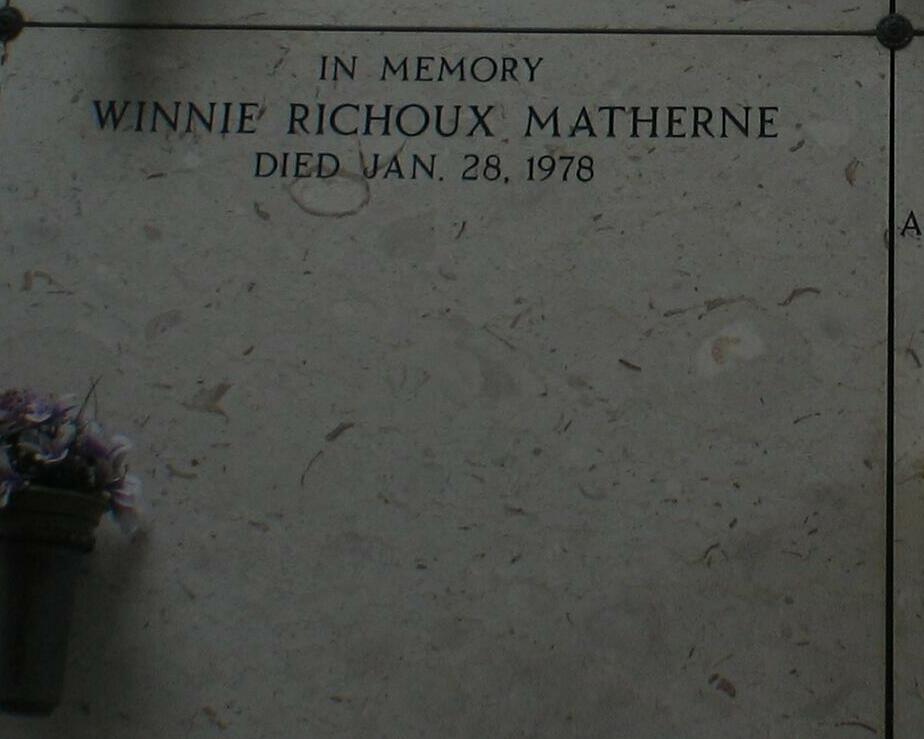 IN MEMORY
WINNIE RICHOUX MATHERNE
DIED JAN. 28, 1978
A